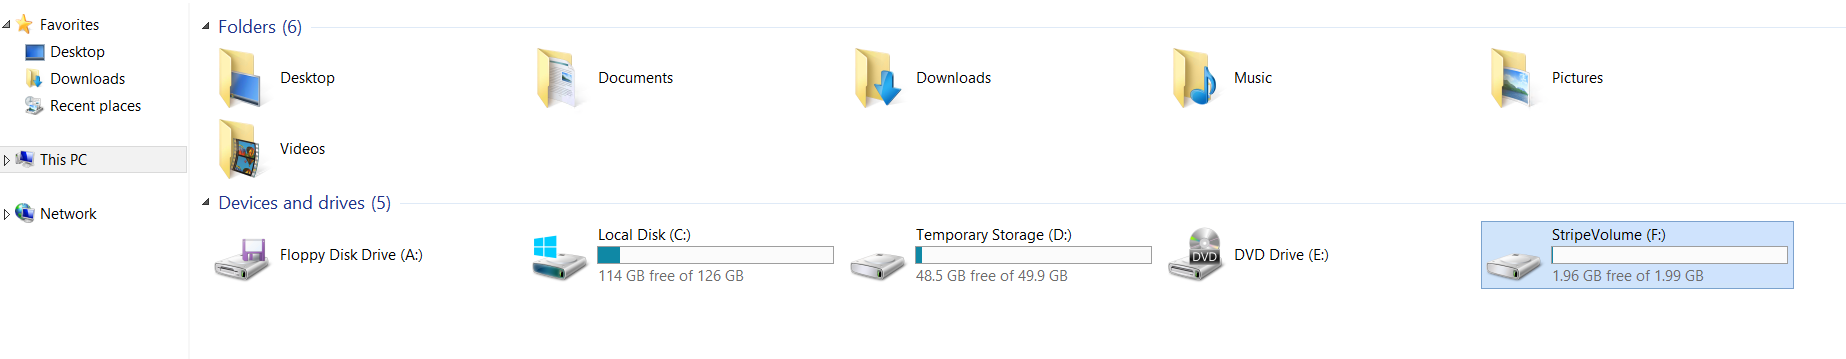 Favorites
Desktop
Downloads
Recent places
This PC
Network
Folders (6)
Desktop
Documents
Downloads
Music
Pictures
Videos
Devices and drives (5)
Floppy Disk Drive (A:)
Local Disk (C:)
114 GB free of 126 GB
Temporary Storage (D:)
48.5 GB free of 49.9 GB
DVD
DVD Drive (E:)
StripeVolume (F:)
1.96 GB free of 1.99 GB